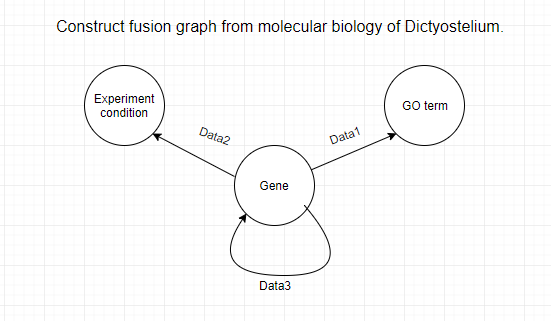 Construct fusion graph from molecular biology of Dictyostelium.
Experiment
condition
GO term
Data2
Data1
Gene
Data3